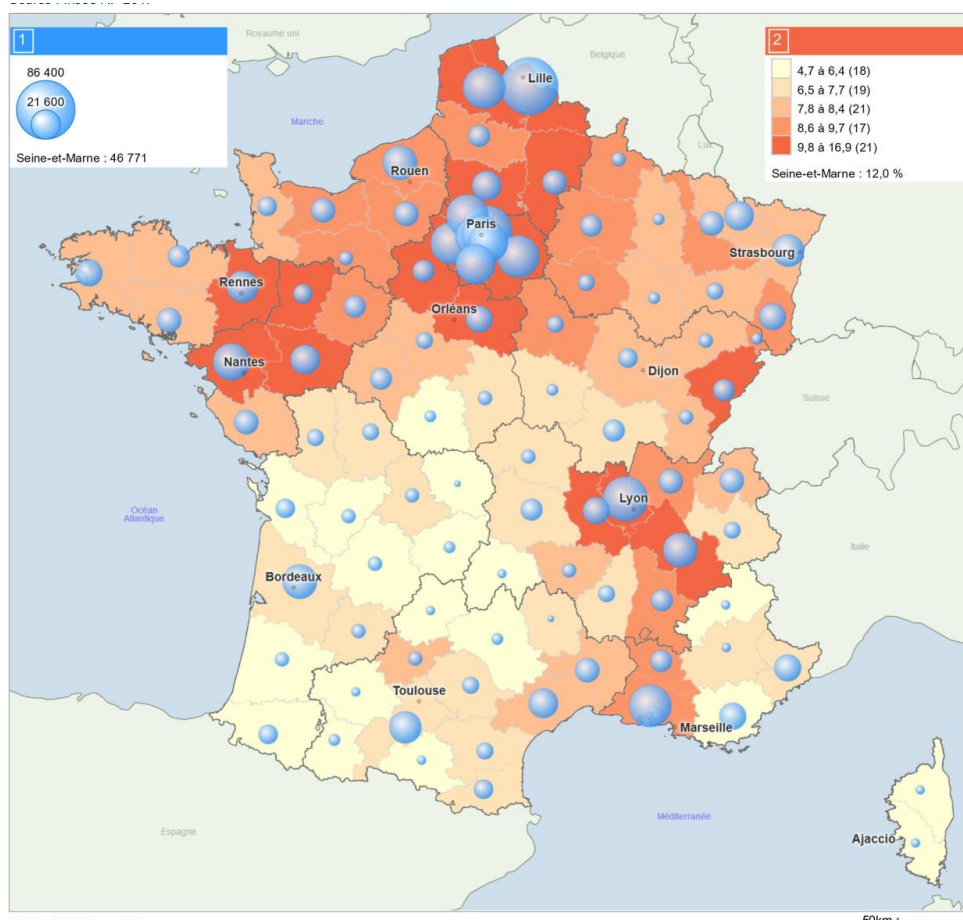 1
86 400
21 600
Seine-et-Marne : 46 771
2
4,7 à 6,4 (18)
6,5 à 7,7 (19)
7,8 à 8,4 (21)
8,6 à 9,7 (17)
9,8 à 16,9 (21)
Seine-et-Marne : 12,0 %
Royaume uni
Belgique
Lille
Manche
Lux
Rouen
Paris
Strasbourg
Rennes
Orléans
Nantes
Dijon
Suisse
Océan
Atlantique
Lyon
Italie
Bordeaux
Toulouse
Marseille
Espagne
Méditerranée
Ajaccio
50km